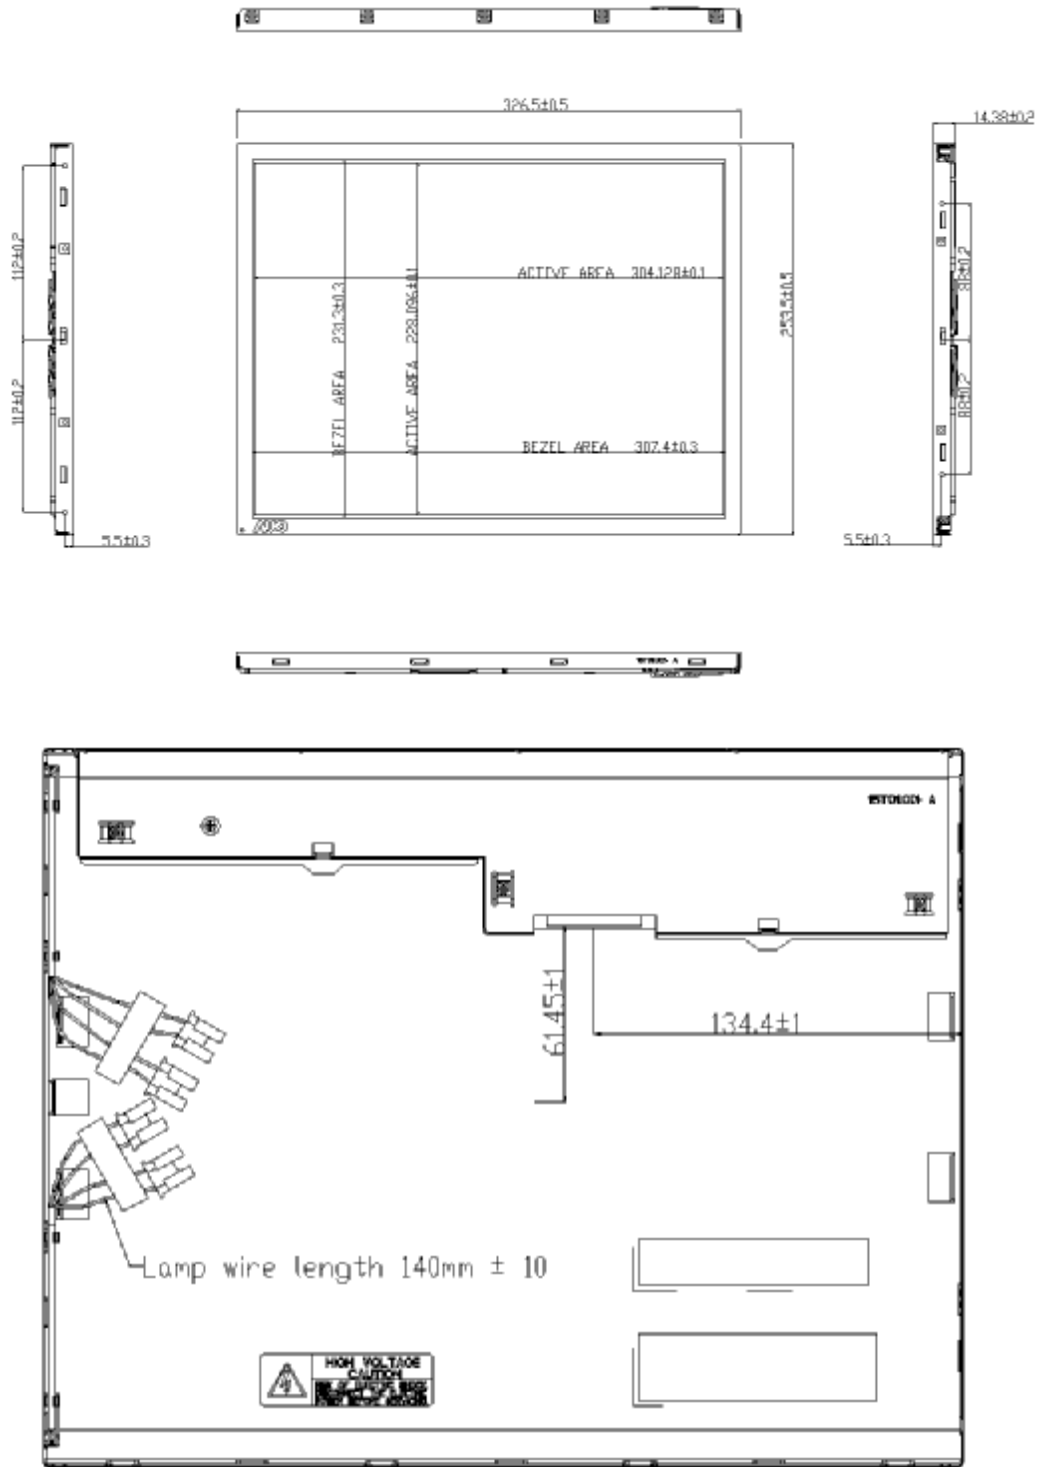 326.5±0.5
14.38±0.2
112±0.2
112±0.2
ACTIVE AREA 304.128±0.1
BEZEL AREA 231.3±0.3
ACTIVE AREA 228.096±0.1
253.5±0.5
88±0.2
88±0.2
BEZEL AREA 307.4±0.3
AUO
5.5±0.3
5.5±0.3
61.45±1
134.4±1
Lamp wire length 140mm ± 10
HIGH VOLTAGE
CAUTION